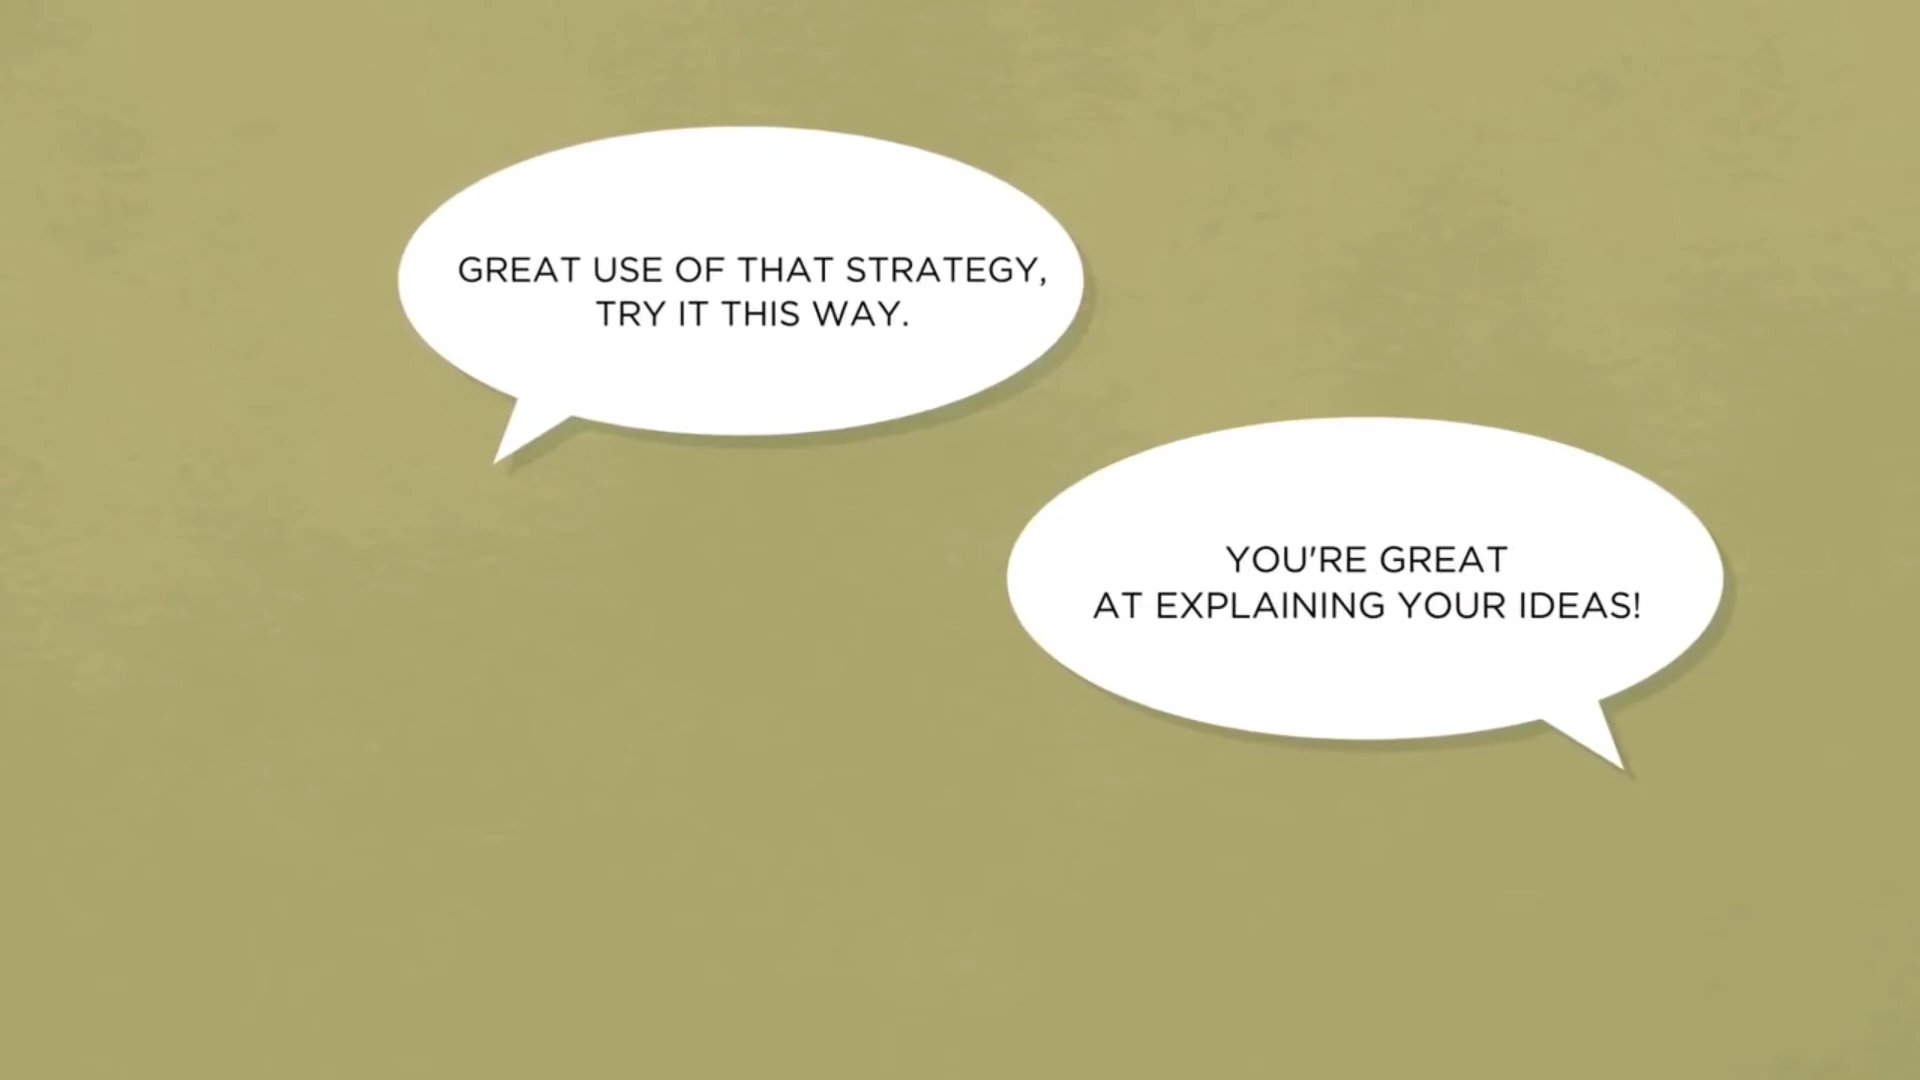 GREAT USE OF THAT STRATEGY,
TRY IT THIS WAY.
YOU'RE GREAT
AT EXPLAINING YOUR IDEAS!